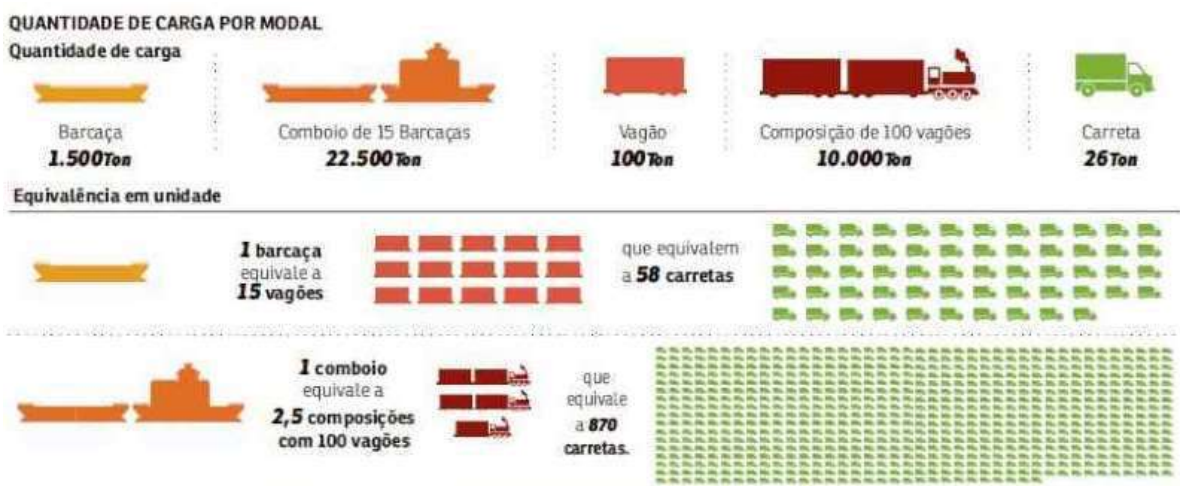 QUANTIDADE DE CARGA POR MODAL
Quantidade de carga
Barcaça
1.500Ton
Comboio de 15 Barcaças
22.500Ton
Vagão
100Ton
Composição de 100 vagões
10.000Ton
Carreta
26Ton
Equivalência em unidade
1 barcaça
equivale a
15 vagões
que equivalem
a 58 carretas
1 comboio
equivale a
2,5 composições
com 100 vagões
que
equivale
a 870
carretas.